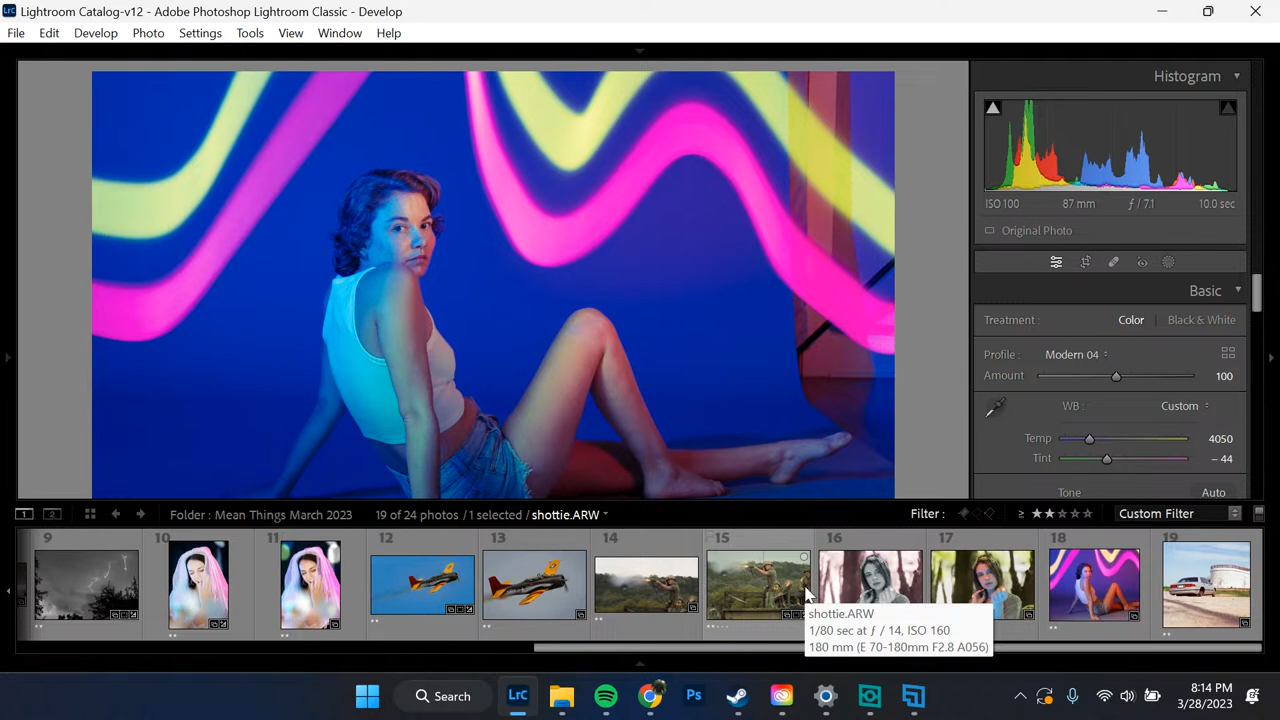 Lightroom Catalog-v12 - Adobe Photoshop Lightroom Classic - Develop
File Edit Develop Photo Settings Tools View Window Help
Histogram
ISO 100 87 mm ƒ / 7.1 10.0 sec
Original Photo
Basic
Treatment : Color Black & White
Profile : Modern 04
Amount 100
WB : Custom
Temp 4050
Tint – 44
Tone Auto
1 2 Folder : Mean Things March 2023 19 of 24 photos / 1 selected / shottie.ARW Filter : ≥ ★★ Custom Filter
9 10 11 12 13 14 15 16 17 18 19
shottie.ARW
1/80 sec at ƒ / 14, ISO 160
180 mm (E 70-180mm F2.8 A056)
LrC Search Ps
8:14 PM
3/28/2023